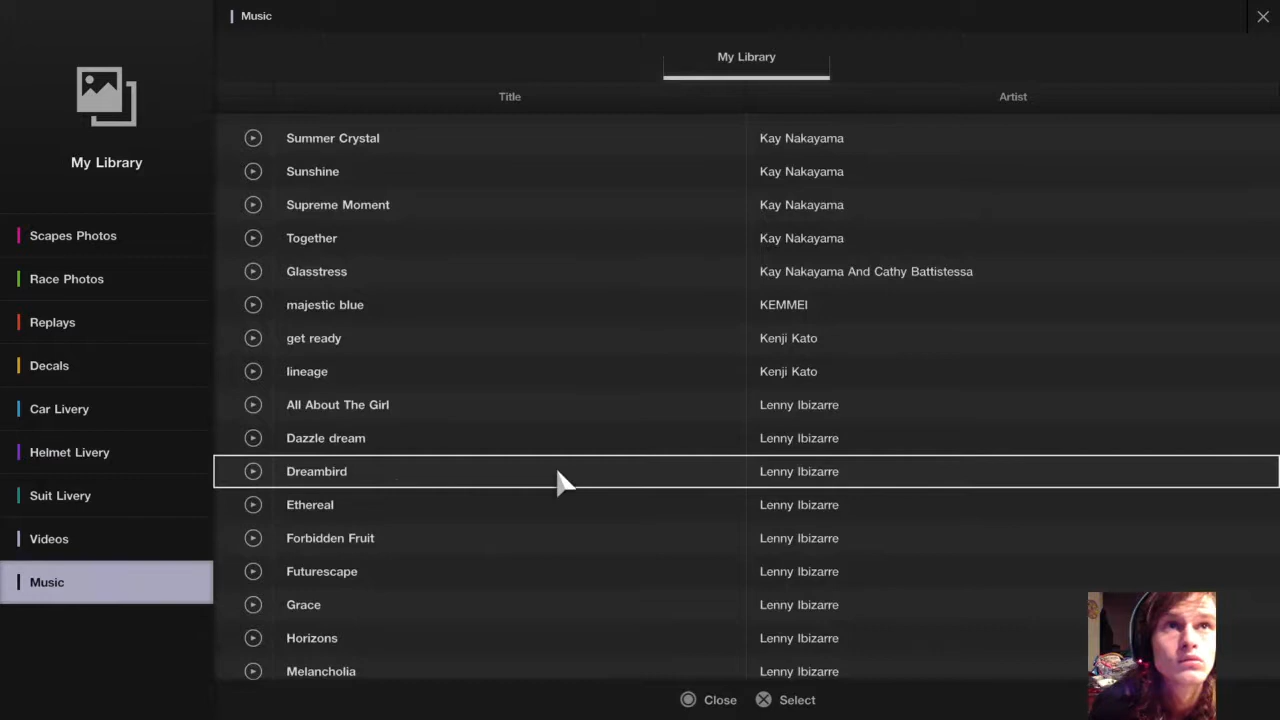 Music
My Library
Title Artist
My Library
Scapes Photos
Race Photos
Replays
Decals
Car Livery
Helmet Livery
Suit Livery
Videos
Music
Summer Crystal Kay Nakayama
Sunshine Kay Nakayama
Supreme Moment Kay Nakayama
Together Kay Nakayama
Glasstress Kay Nakayama And Cathy Battistessa
majestic blue KEMMEI
get ready Kenji Kato
lineage Kenji Kato
All About The Girl Lenny Ibizarre
Dazzle dream Lenny Ibizarre
Dreambird Lenny Ibizarre
Ethereal Lenny Ibizarre
Forbidden Fruit Lenny Ibizarre
Futurescape Lenny Ibizarre
Grace Lenny Ibizarre
Horizons Lenny Ibizarre
Melancholia Lenny Ibizarre
Close Select